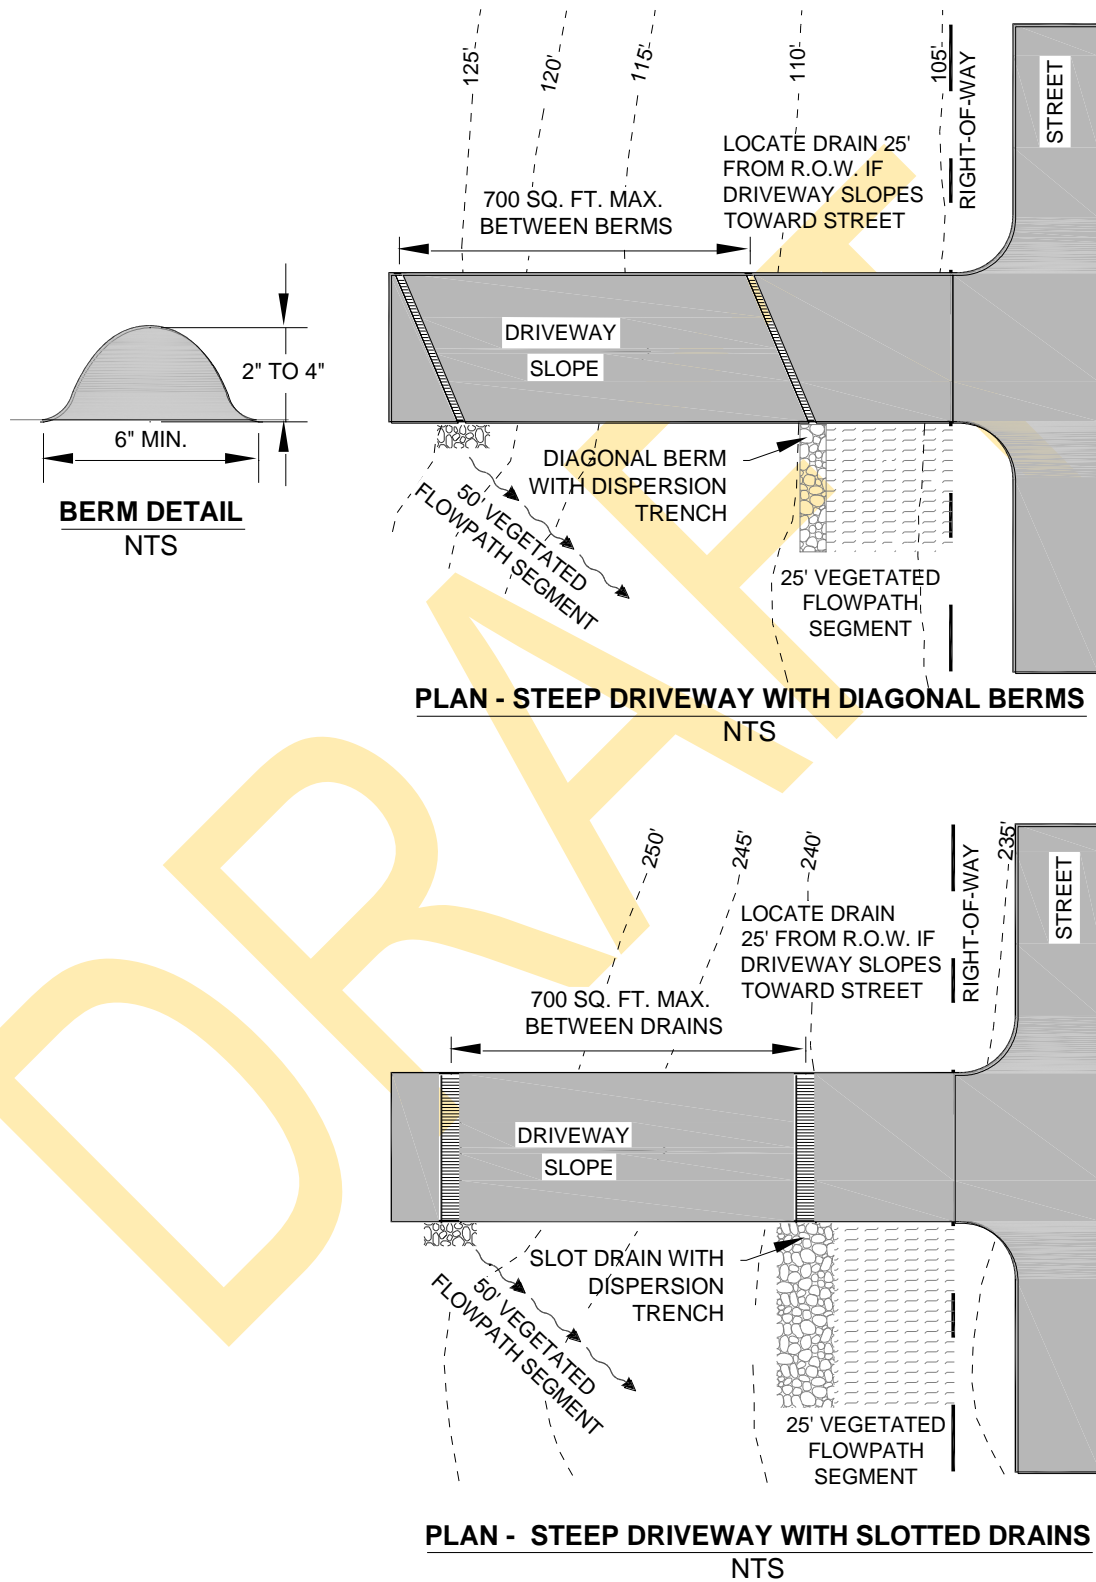 125'
120'
115'
110'
105'
RIGHT-OF-WAY
STREET
LOCATE DRAIN 25'
FROM R.O.W. IF
DRIVEWAY SLOPES
TOWARD STREET
700 SQ. FT. MAX.
BETWEEN BERMS
DRIVEWAY
SLOPE
2" TO 4"
6" MIN.
BERM DETAIL
NTS
DIAGONAL BERM
WITH DISPERSION
TRENCH
50' VEGETATED
FLOWPATH SEGMENT
25' VEGETATED
FLOWPATH
SEGMENT
PLAN - STEEP DRIVEWAY WITH DIAGONAL BERMS
NTS
DRAFT
250'
245'
240'
235'
RIGHT-OF-WAY
STREET
LOCATE DRAIN
25' FROM R.O.W. IF
DRIVEWAY SLOPES
TOWARD STREET
700 SQ. FT. MAX.
BETWEEN DRAINS
DRIVEWAY
SLOPE
SLOT DRAIN WITH
DISPERSION
TRENCH
50' VEGETATED
FLOWPATH SEGMENT
25' VEGETATED
FLOWPATH
SEGMENT
PLAN - STEEP DRIVEWAY WITH SLOTTED DRAINS
NTS